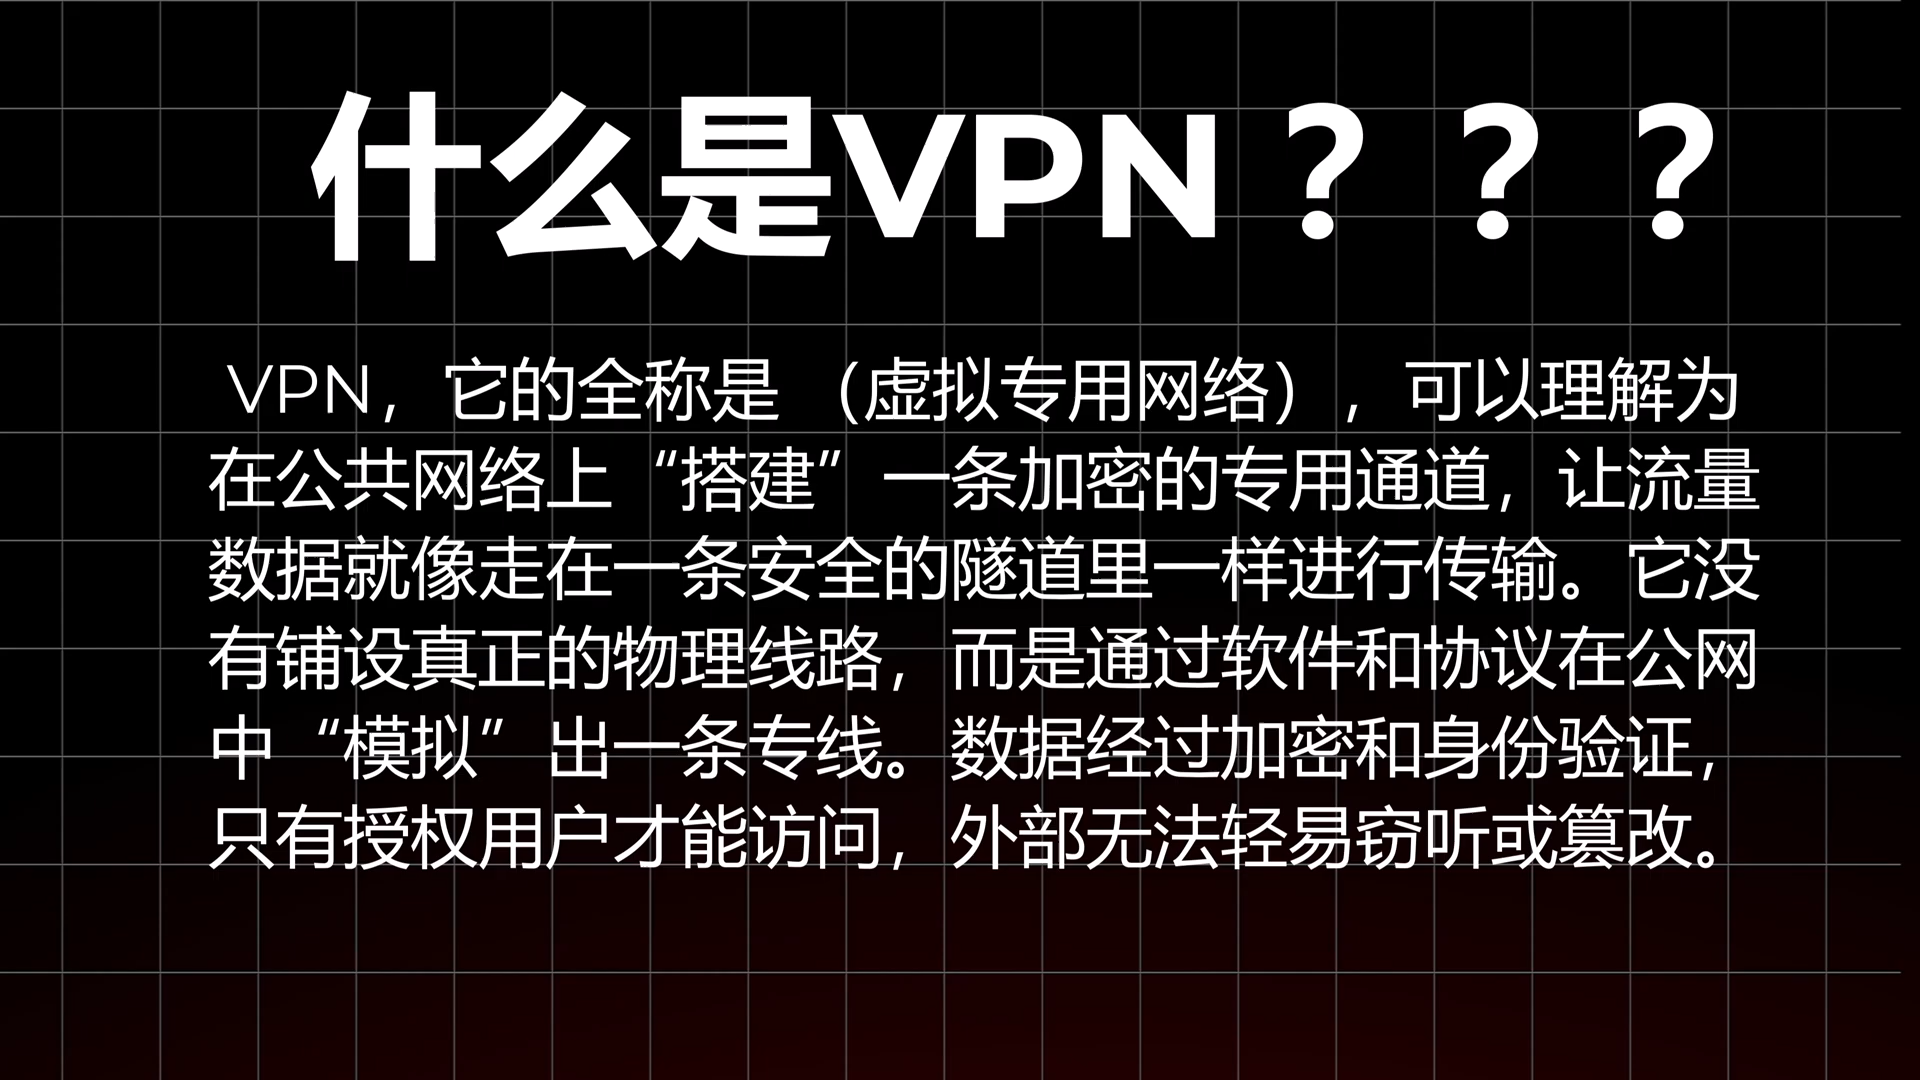 什么是VPN？？？
VPN，它的全称是 （虚拟专用网络），可以理解为
在公共网络上“搭建”一条加密的专用通道，让流量
数据就像走在一条安全的隧道里一样进行传输。它没
有铺设真正的物理线路，而是通过软件和协议在公网
中“模拟”出一条专线。数据经过加密和身份验证，
只有授权用户才能访问，外部无法轻易窃听或篡改。